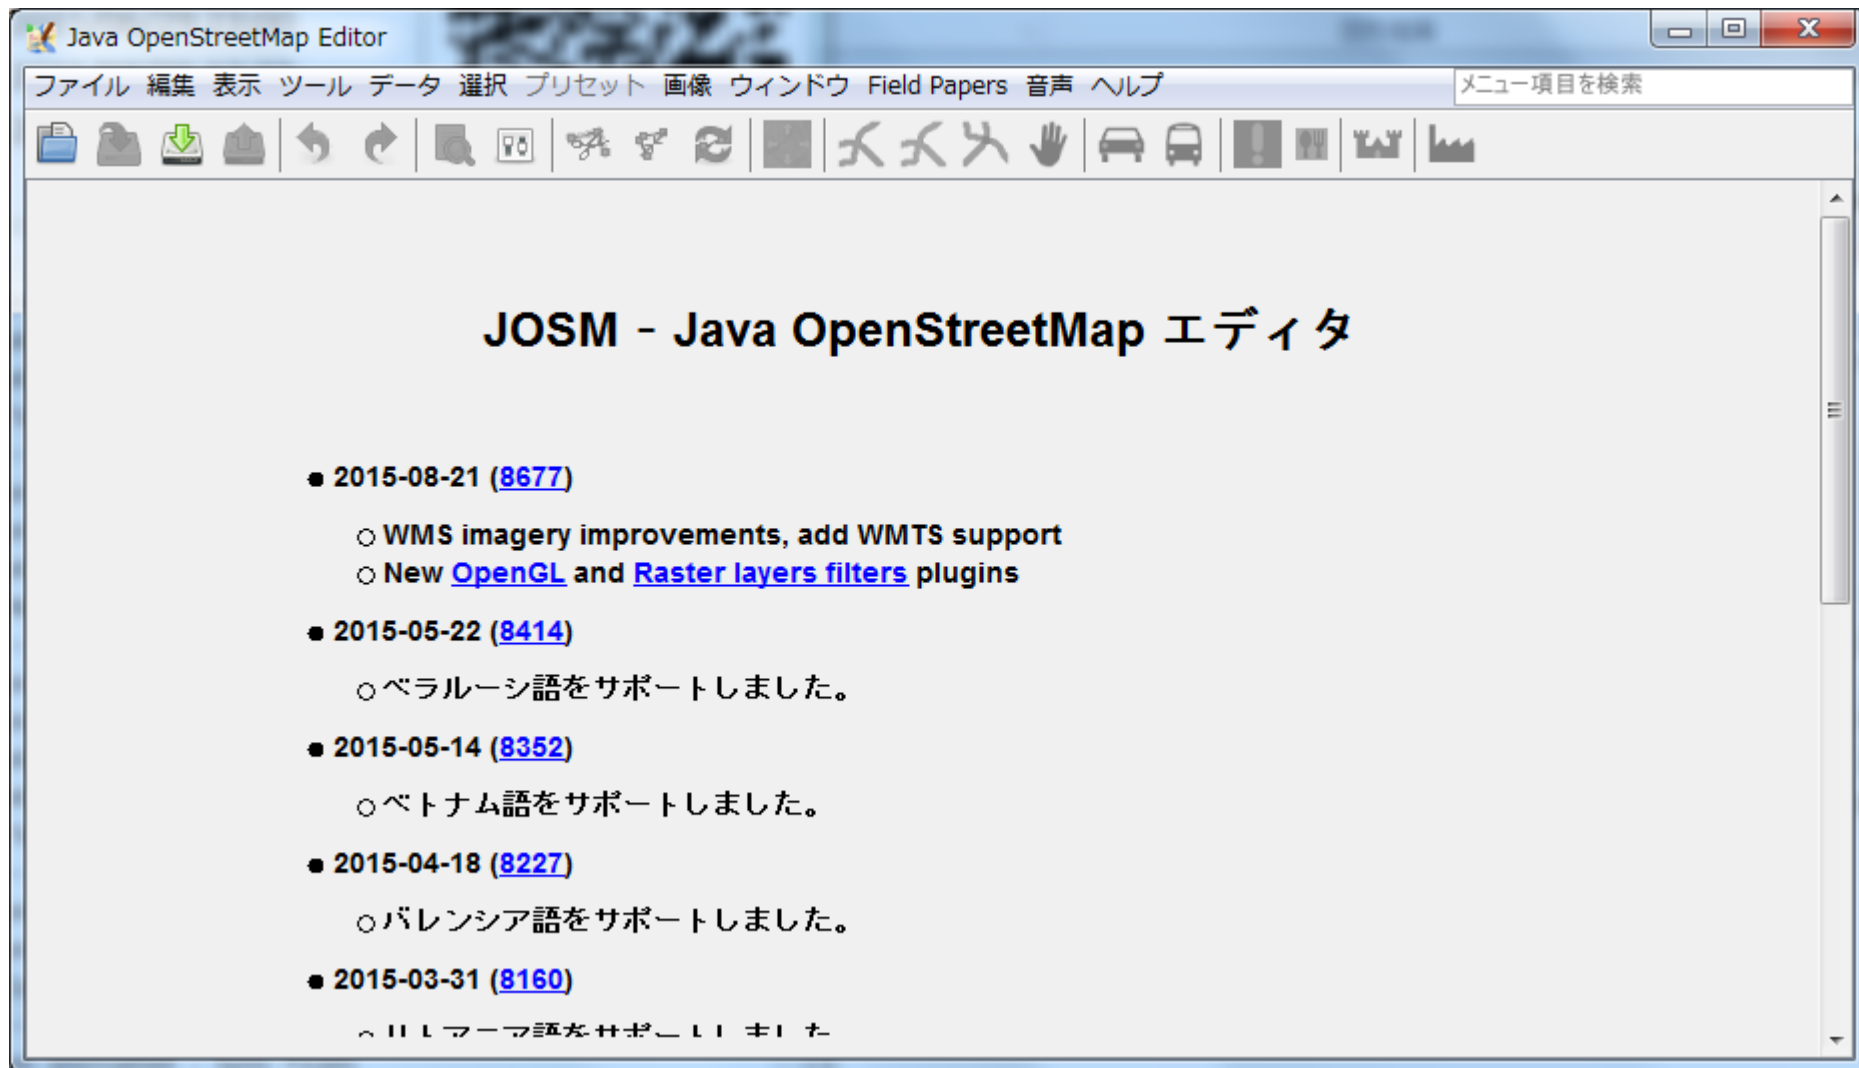 Java OpenStreetMap Editor
ファイル 編集 表示 ツール データ 選択 プリセット 画像 ウィンドウ Field Papers 音声 ヘルプ メニュー項目を検索
JOSM - Java OpenStreetMap エディタ
2015-08-21 (8677)
WMS imagery improvements, add WMTS support
New OpenGL and Raster layers filters plugins
2015-05-22 (8414)
ベラルーシ語をサポートしました。
2015-05-14 (8352)
ベトナム語をサポートしました。
2015-04-18 (8227)
バレンシア語をサポートしました。
2015-03-31 (8160)